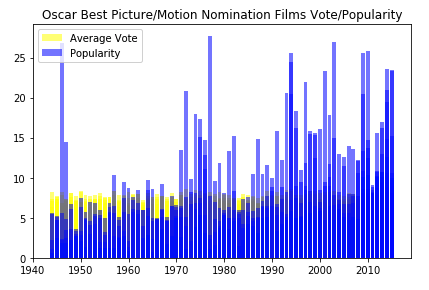 Oscar Best Picture/Motion Nomination Films Vote/Popularity
Average Vote
Popularity
25
20
15
10
5
0
1940 1950 1960 1970 1980 1990 2000 2010